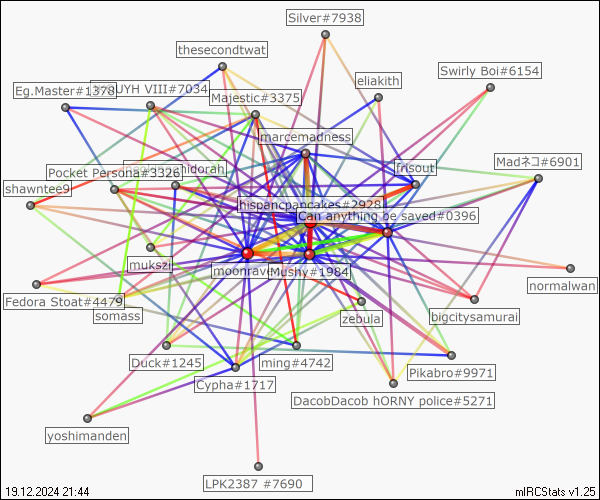 Silver#7938
thesecondtwat
Swirly Boi#6154
eliakith
Eg.Master#1378
UYH VIII#7034
Majestic#3375
marcemadness
Madネコ#6901
frisout
Pocket Persona#3326
hidorah
shawntee9
hispancpancakes#2928
Can anything be saved#0396
mukszi
moonrave
Mushy#1984
normalwan
Fedora Stoat#4479
somass
bigcitysamurai
zebula
Duck#1245
ming#4742
Pikabro#9971
Cypha#1717
DacobDacob hORNY police#5271
yoshimanden
LPK2387 #7690
19.12.2024 21:44
mIRCStats v1.25